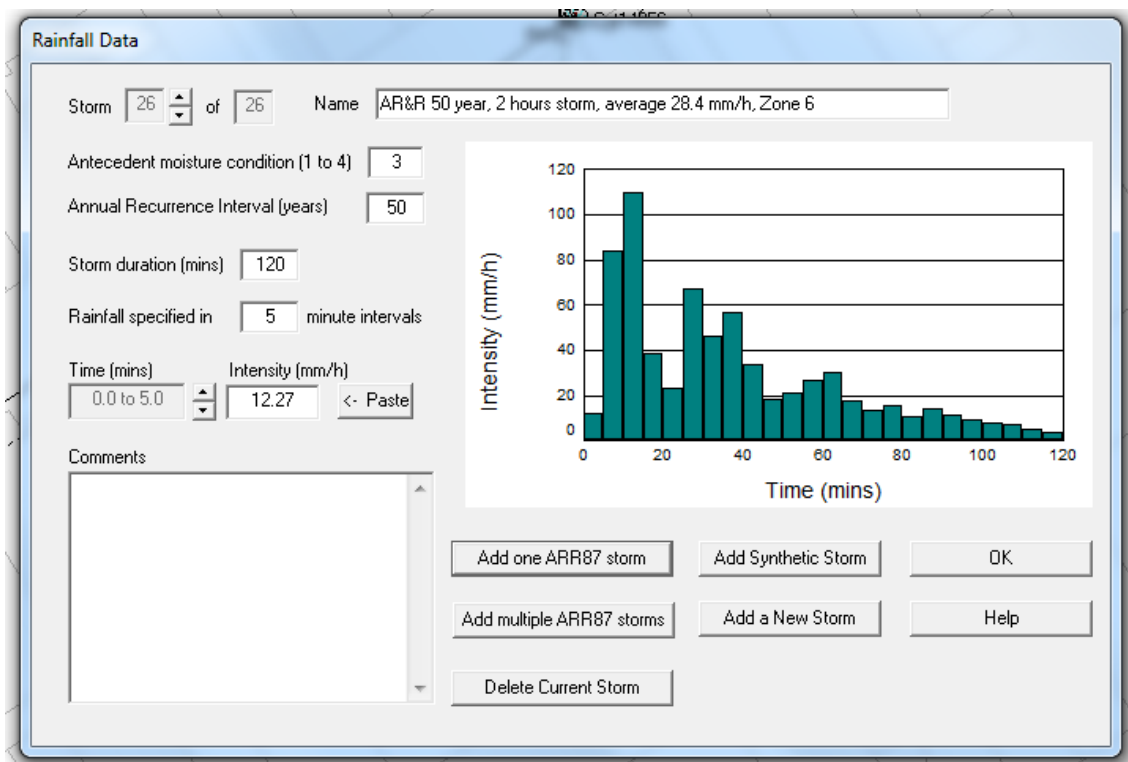 Rainfall Data
Storm 26 of 26 Name AR&R 50 year, 2 hours storm, average 28.4 mm/h, Zone 6
Antecedent moisture condition (1 to 4) 3
Annual Recurrence Interval (years) 50
Storm duration (mins) 120
Rainfall specified in 5 minute intervals
Time (mins) Intensity (mm/h)
0.0 to 5.0 12.27 <- Paste
Comments
Intensity (mm/h)
120
100
80
60
40
20
0
0 20 40 60 80 100 120
Time (mins)
Add one ARR87 storm Add Synthetic Storm OK
Add multiple ARR87 storms Add a New Storm Help
Delete Current Storm